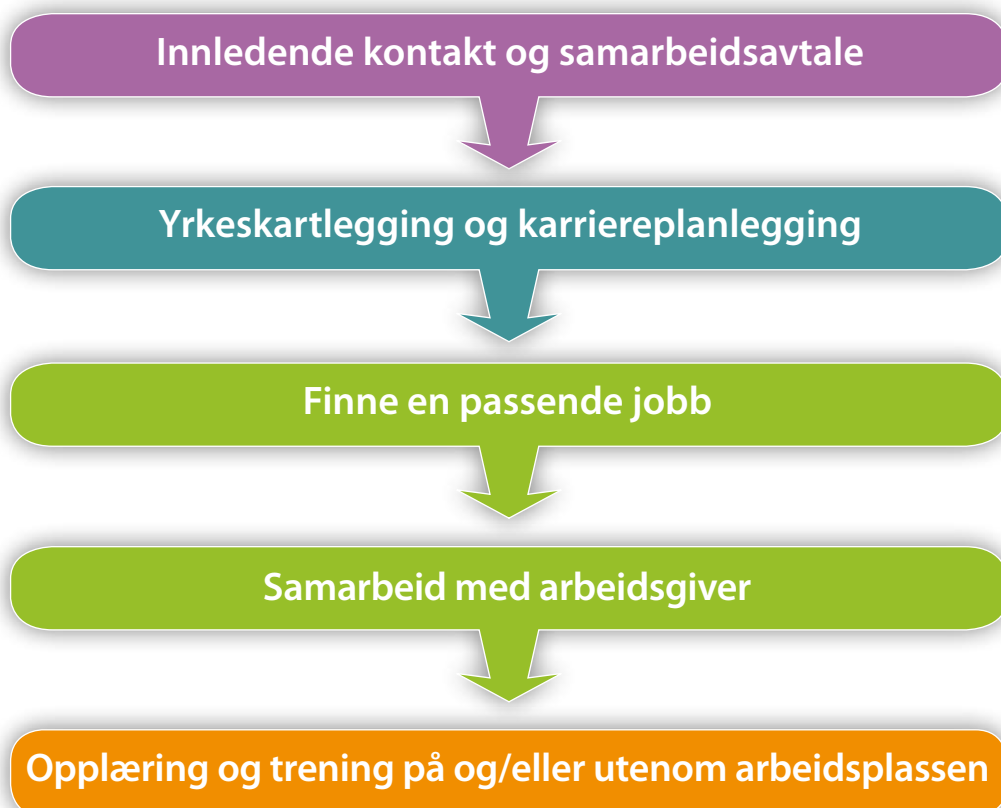 Innledende kontakt og samarbeidsavtale
Yrkeskartlegging og karriereplanlegging
Finne en passende jobb
Samarbeid med arbeidsgiver
Opplæring og trening på og/eller utenom arbeidsplassen